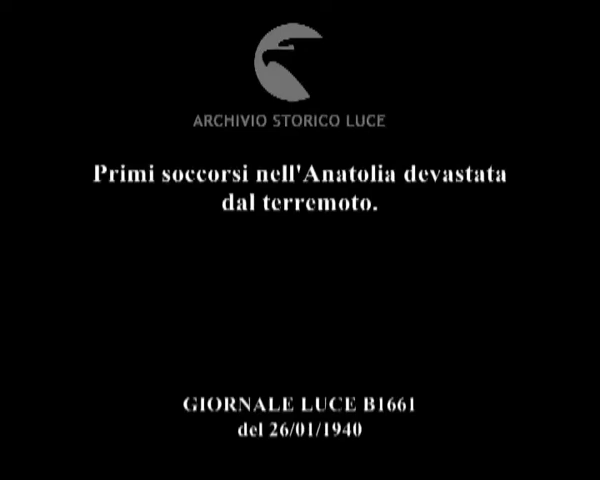 ARCHIVIO STORICO LUCE
Primi soccorsi nell'Anatolia devastata
dal terremoto.
GIORNALE LUCE B1661
del 26/01/1940